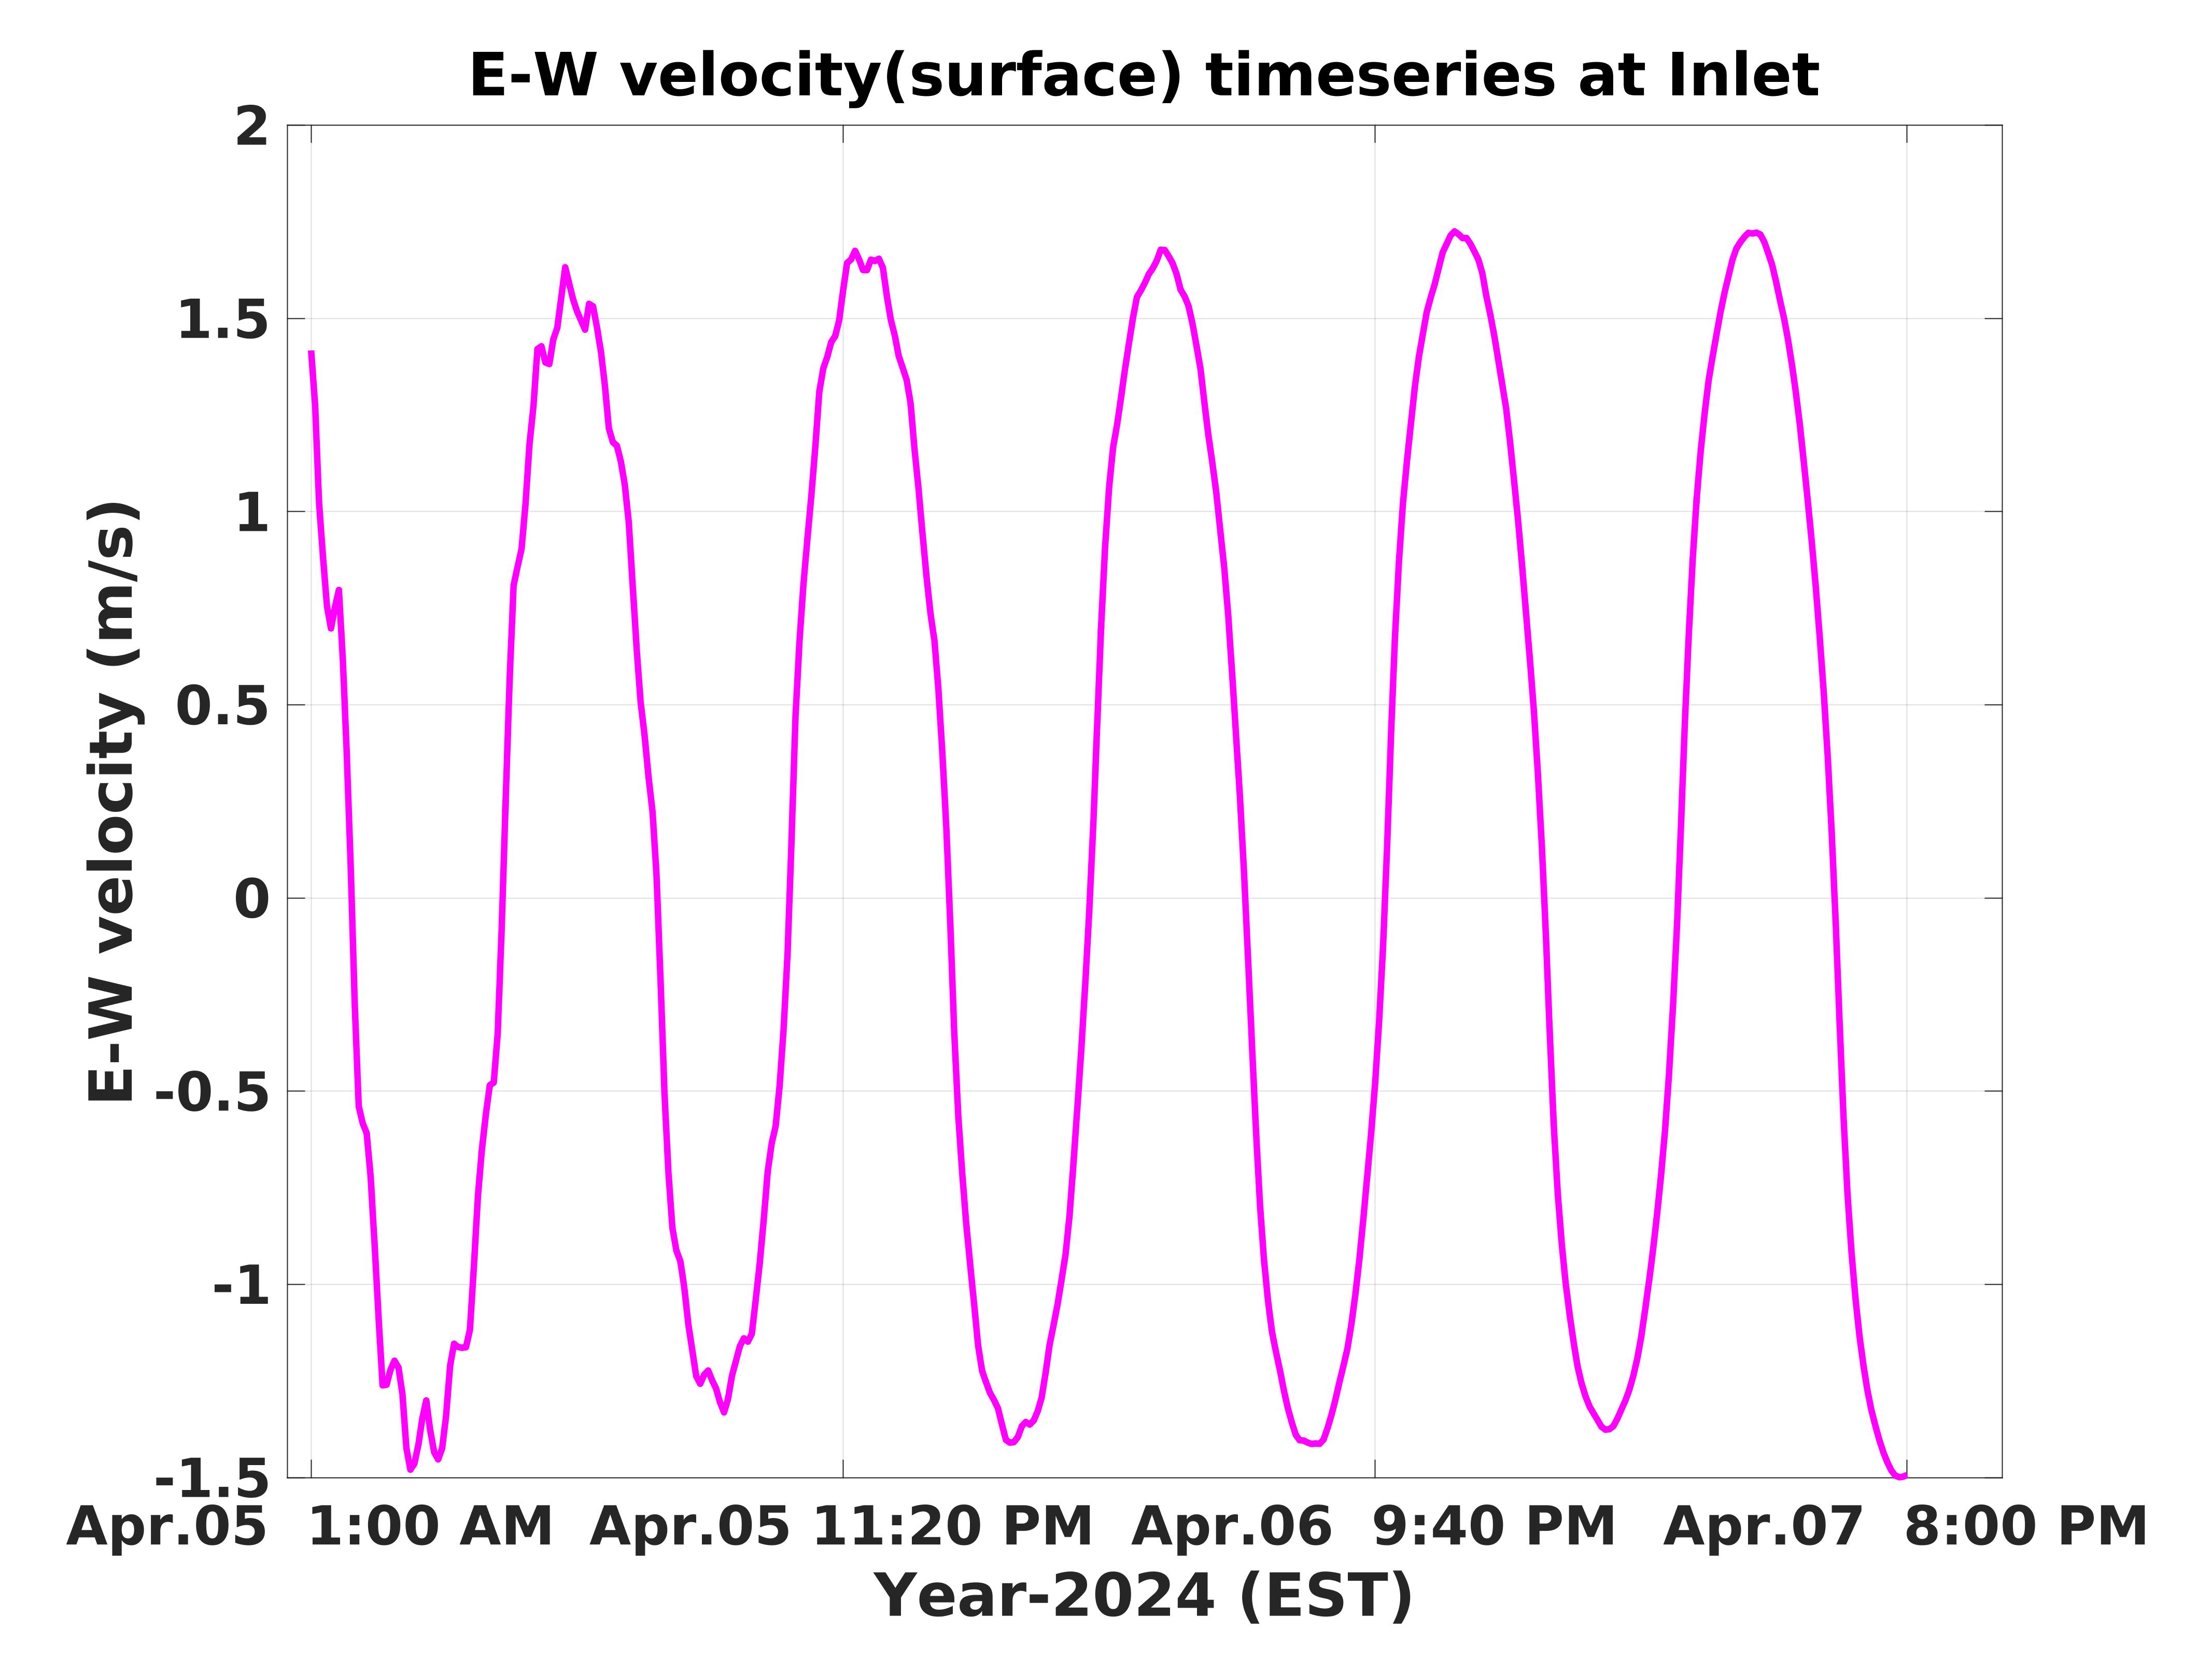 E-W velocity(surface) timeseries at Inlet
E-W velocity (m/s)
2
1.5
1
0.5
0
-0.5
-1
-1.5
Apr.05 1:00 AM Apr.05 11:20 PM Apr.06 9:40 PM Apr.07 8:00 PM
Year-2024 (EST)